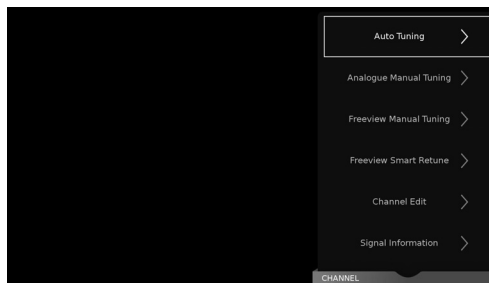 Auto Tuning
Analogue Manual Tuning
Freeview Manual Tuning
Freeview Smart Retune
Channel Edit
Signal Information
CHANNEL